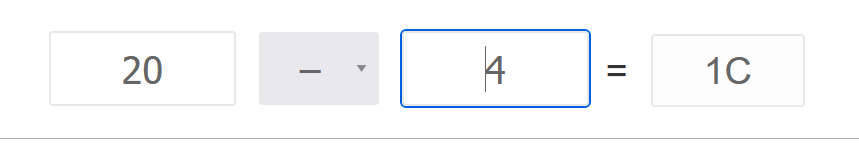 20 – 4 = 1C